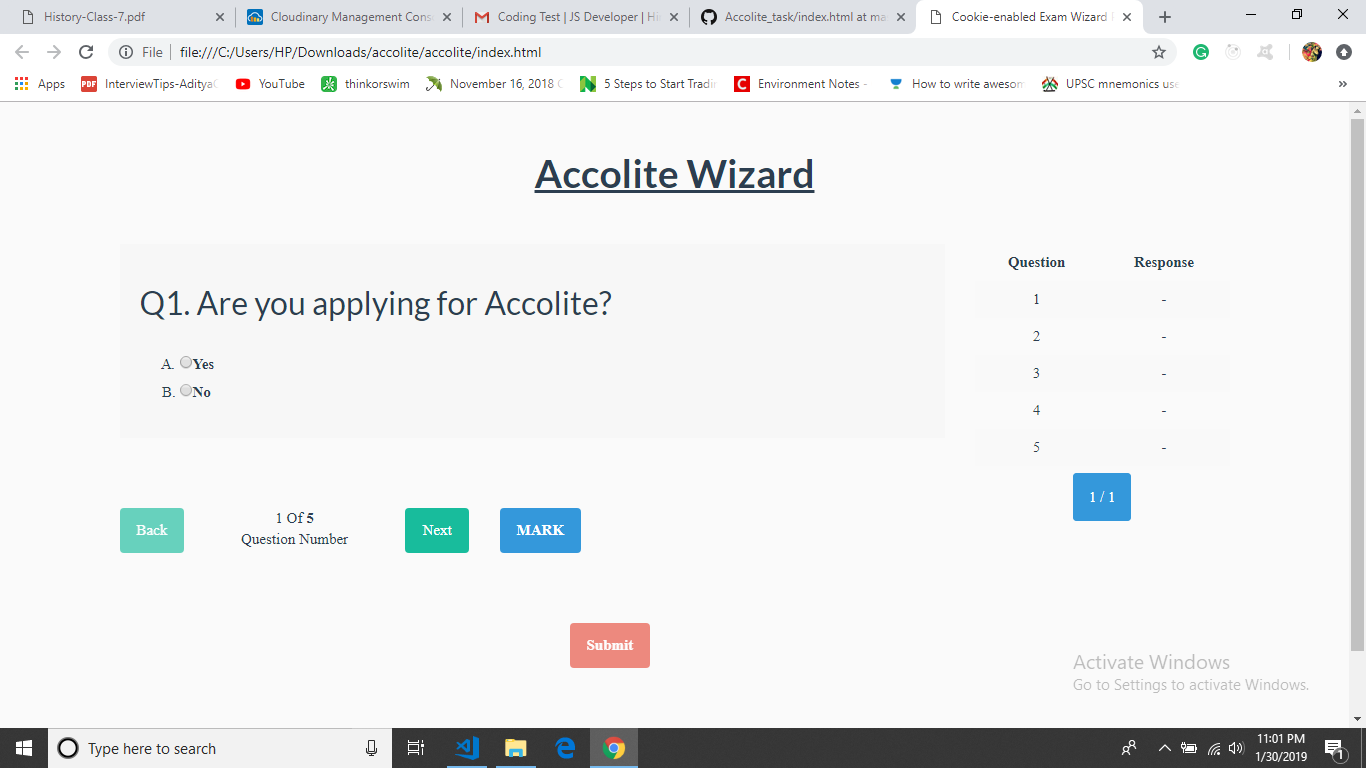 History-Class-7.pdf
Cloudinary Management Cons
Coding Test | JS Developer | Hi
Accolite_task/index.html at ma
Cookie-enabled Exam Wizard
File
file:///C:/Users/HP/Downloads/accolite/accolite/index.html
Apps
PDF
InterviewTips-Aditya
YouTube
thinkorswim
November 16, 2018
N
5 Steps to Start Tradin
C
Environment Notes -
How to write awesom
UPSC mnemonics use
»
Accolite Wizard
Q1. Are you applying for Accolite?
A. Yes
B. No
Question Response
1 -
2 -
3 -
4 -
5 -
1 / 1
Back
1 Of 5
Question Number
Next
MARK
Submit
Activate Windows
Go to Settings to activate Windows.
Type here to search
11:01 PM
1/30/2019
1